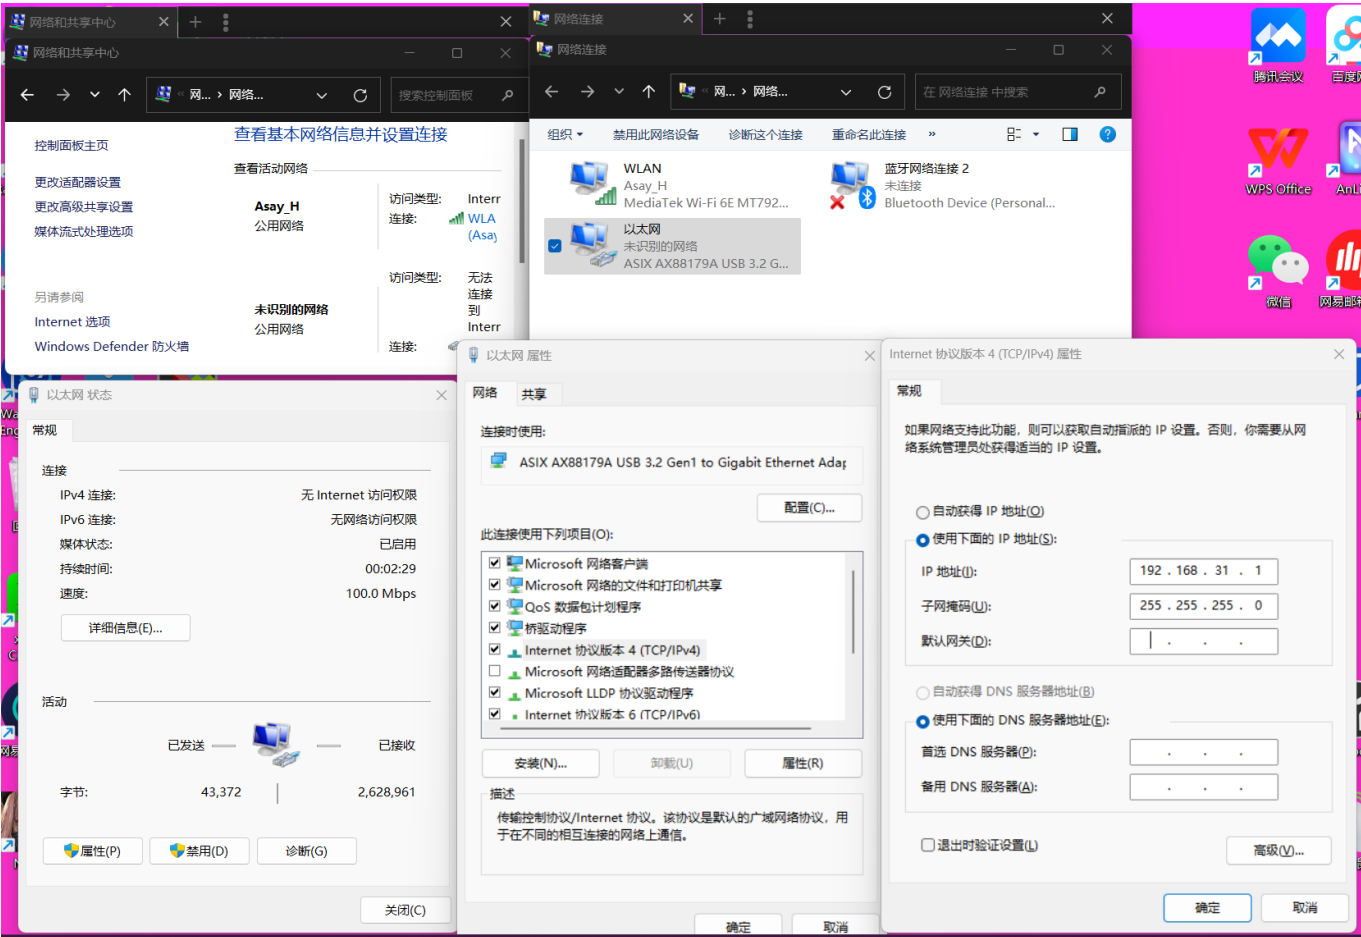 网络和共享中心
网络和共享中心
网... › 网络...
搜索控制面板
控制面板主页
更改适配器设置
更改高级共享设置
媒体流式处理选项
另请参阅
Internet 选项
Windows Defender 防火墙
查看基本网络信息并设置连接
查看活动网络
Asay_H
公用网络
访问类型:
Interr
连接:
WLA
(Asay
未识别的网络
公用网络
访问类型:
无法
连接
到
Interr
连接:
网络连接
网络连接
网... › 网络...
在 网络连接 中搜索
组织
禁用此网络设备
诊断这个连接
重命名此连接
»
WLAN
Asay_H
MediaTek Wi-Fi 6E MT792...
蓝牙网络连接 2
未连接
Bluetooth Device (Personal...
以太网
未识别的网络
ASIX AX88179A USB 3.2 G...
腾讯会议
百度网
WPS Office
AnLi
微信
网易邮箱
以太网 状态
常规
连接
IPv4 连接:
无 Internet 访问权限
IPv6 连接:
无网络访问权限
媒体状态:
已启用
持续时间:
00:02:29
速度:
100.0 Mbps
详细信息(E)...
活动
已发送
已接收
字节:
43,372
2,628,961
属性(P)
禁用(D)
诊断(G)
关闭(C)
以太网 属性
网络
共享
连接时使用:
ASIX AX88179A USB 3.2 Gen1 to Gigabit Ethernet Adap
配置(C)...
此连接使用下列项目(O):
Microsoft 网络客户端
Microsoft 网络的文件和打印机共享
QoS 数据包计划程序
桥驱动程序
Internet 协议版本 4 (TCP/IPv4)
Microsoft 网络适配器多路传送器协议
Microsoft LLDP 协议驱动程序
Internet 协议版本 6 (TCP/IPv6)
安装(N)...
卸载(U)
属性(R)
描述
传输控制协议/Internet 协议。该协议是默认的广域网络协议，用
于在不同的相互连接的网络上通信。
确定
取消
Internet 协议版本 4 (TCP/IPv4) 属性
常规
如果网络支持此功能，则可以获取自动指派的 IP 设置。否则，你需要从网
络系统管理员处获得适当的 IP 设置。
自动获得 IP 地址(O)
使用下面的 IP 地址(S):
IP 地址(I):
192 . 168 . 31 . 1
子网掩码(U):
255 . 255 . 255 . 0
默认网关(D):
. . .
自动获得 DNS 服务器地址(B)
使用下面的 DNS 服务器地址(E):
首选 DNS 服务器(P):
. . .
备用 DNS 服务器(A):
. . .
退出时验证设置(L)
高级(V)...
确定
取消